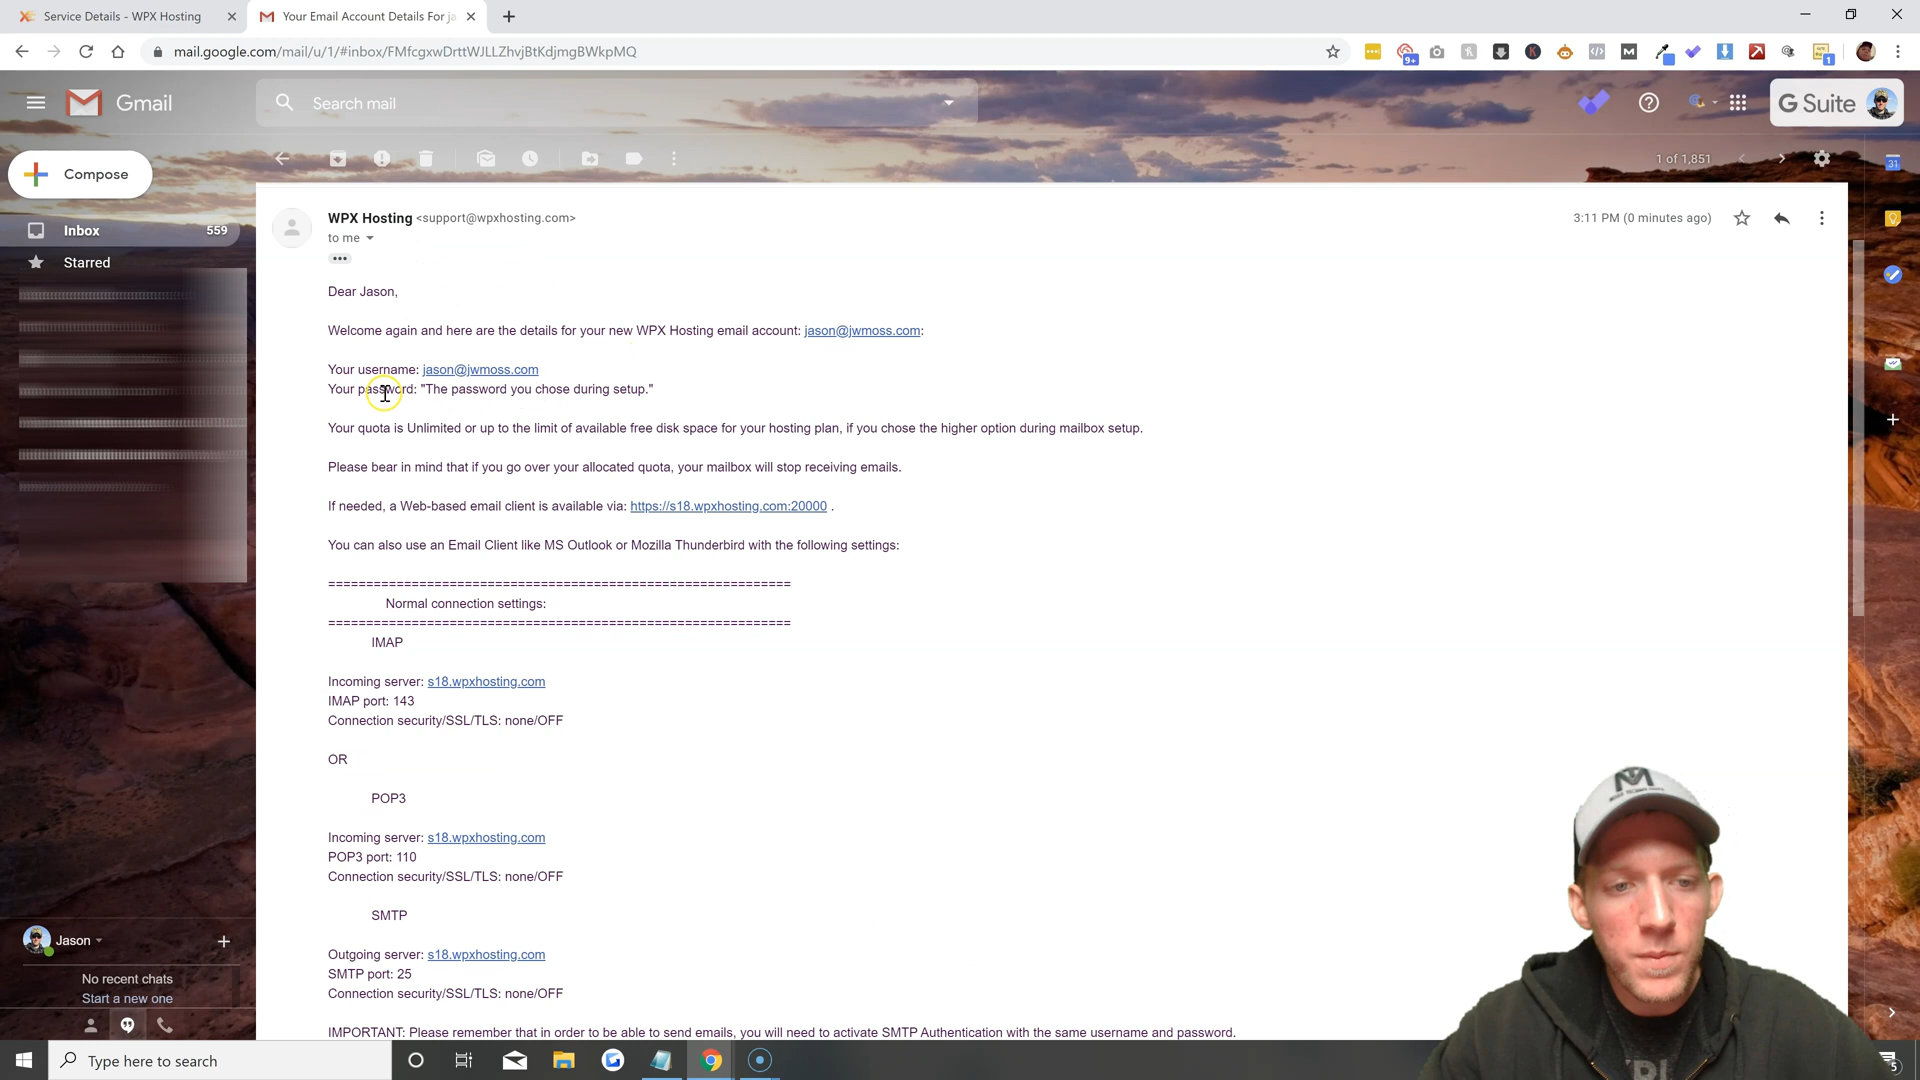 Service Details - WPX Hosting
Your Email Account Details For ja
mail.google.com/mail/u/1/#inbox/FMfcgxwDrttWJLLZhvjBtKdjmgBWkpMQ
9+
1
Gmail
Search mail
G Suite
Compose
1 of 1,851
31
Inbox 559
Starred
WPX Hosting <support@wpxhosting.com>
3:11 PM (0 minutes ago)
to me
Dear Jason,
Welcome again and here are the details for your new WPX Hosting email account: jason@jwmoss.com:
Your username: jason@jwmoss.com
Your password: "The password you chose during setup."
Your quota is Unlimited or up to the limit of available free disk space for your hosting plan, if you chose the higher option during mailbox setup.
Please bear in mind that if you go over your allocated quota, your mailbox will stop receiving emails.
If needed, a Web-based email client is available via: https://s18.wpxhosting.com:20000 .
You can also use an Email Client like MS Outlook or Mozilla Thunderbird with the following settings:
============================================================
Normal connection settings:
============================================================
IMAP
Incoming server: s18.wpxhosting.com
IMAP port: 143
Connection security/SSL/TLS: none/OFF
OR
POP3
Incoming server: s18.wpxhosting.com
POP3 port: 110
Connection security/SSL/TLS: none/OFF
SMTP
Outgoing server: s18.wpxhosting.com
SMTP port: 25
Connection security/SSL/TLS: none/OFF
IMPORTANT: Please remember that in order to be able to send emails, you will need to activate SMTP Authentication with the same username and password.
Jason
No recent chats
Start a new one
Type here to search
5